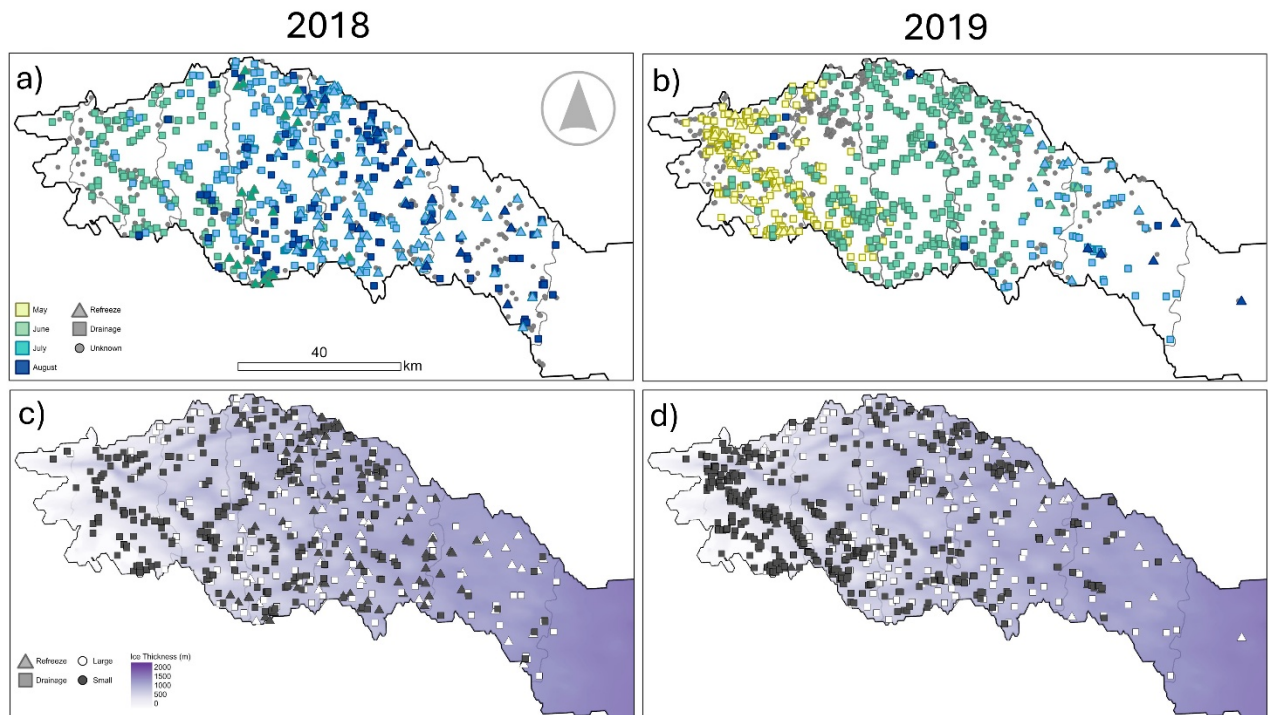 2018
2019
a)
b)
May
Refreeze
June
Drainage
July
Unknown
August
40
km
c)
d)
Refreeze
Large
Drainage
Small
Ice Thickness (m)
2000
1500
1000
500
0